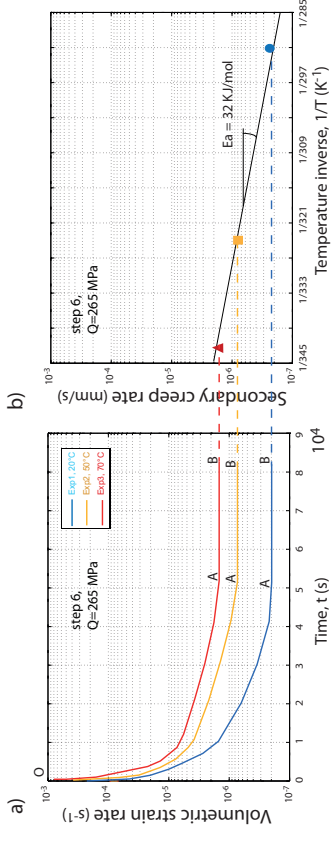 a)
Volumetric strain rate (s-1)
10-3
10-4
10-5
10-6
10-7
O
step 6,
Q=265 MPa
Exp1, 20°C
Exp2, 50°C
Exp3, 70°C
A
B
A
B
A
B
0
1
2
3
4
5
6
7
8
9
10^4
Time, t (s)
b)
Secondary creep rate (mm/s)
10-3
10-4
10-5
10-6
10-7
step 6,
Q=265 MPa
Ea = 32 KJ/mol
1/345
1/333
1/321
1/309
1/297
1/285
Temperature inverse, 1/T (K-1)